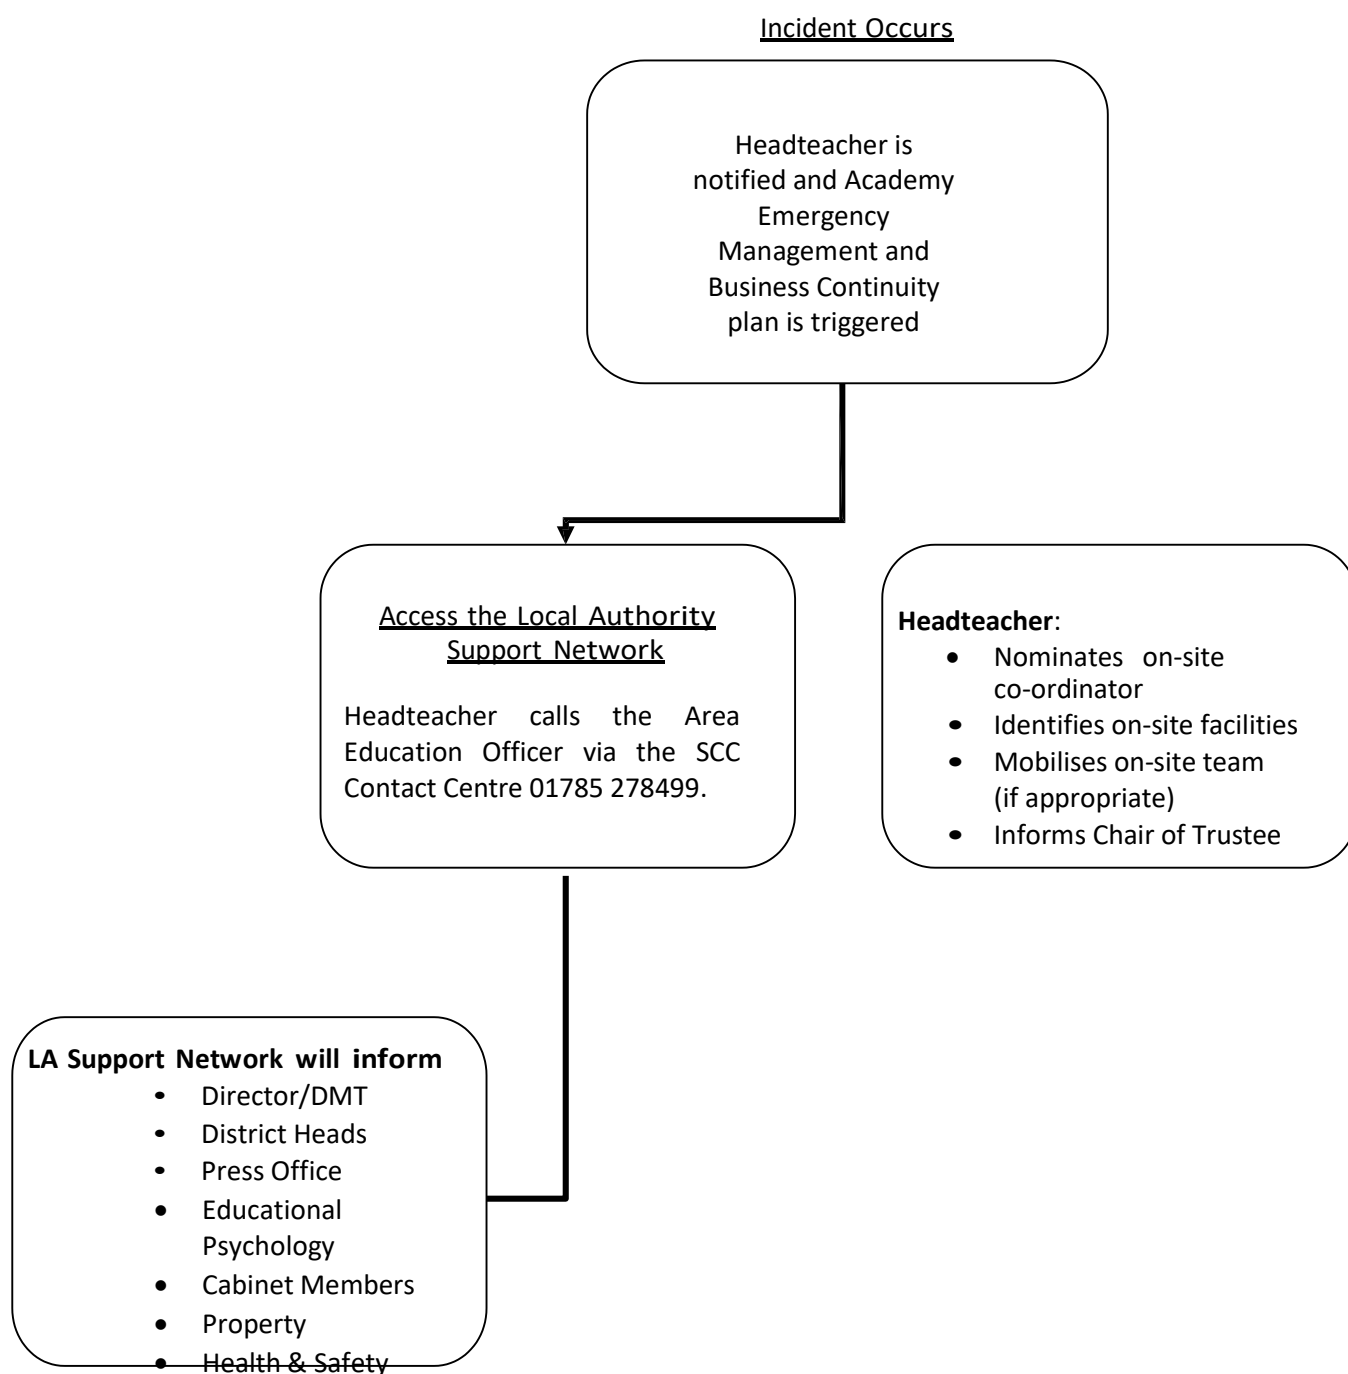 Incident Occurs
Headteacher is
notified and Academy
Emergency
Management and
Business Continuity
plan is triggered
Access the Local Authority
Support Network
Headteacher calls the Area
Education Officer via the SCC
Contact Centre 01785 278499.
Headteacher:
• Nominates on-site
co-ordinator
• Identifies on-site facilities
• Mobilises on-site team
(if appropriate)
• Informs Chair of Trustee
LA Support Network will inform
• Director/DMT
• District Heads
• Press Office
• Educational
Psychology
• Cabinet Members
• Property
• Health & Safety